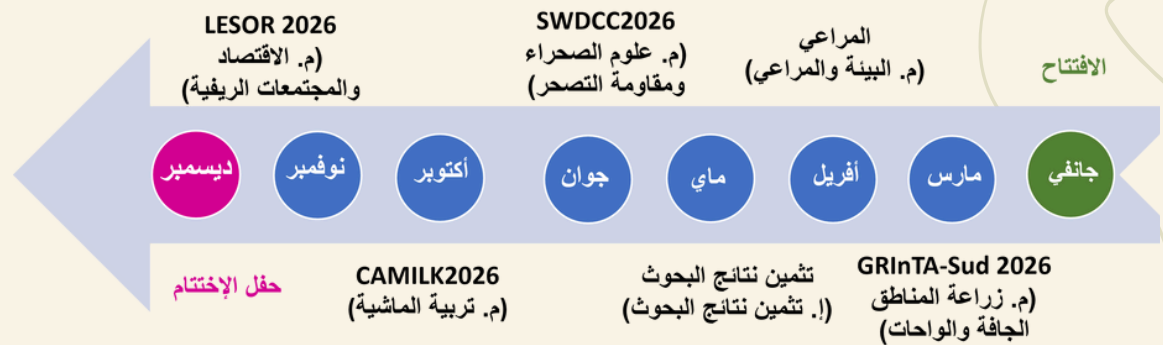 الافتتاح
المراعي
(م. البيئة والمراعي)
SWDCC2026
(م. علوم الصحراء
ومقاومة التصحر)
LESOR 2026
(م. الاقتصاد
والمجتمعات الريفية)
جانفي
مارس
أفريل
ماي
جوان
أكتوبر
نوفمبر
ديسمبر
GRInTA-Sud 2026
(م. زراعة المناطق
الجافة والواحات)
تثمين نتائج البحوث
(إ. تثمين نتائج البحوث)
CAMILK2026
(م. تربية الماشية)
حفل الإختتام